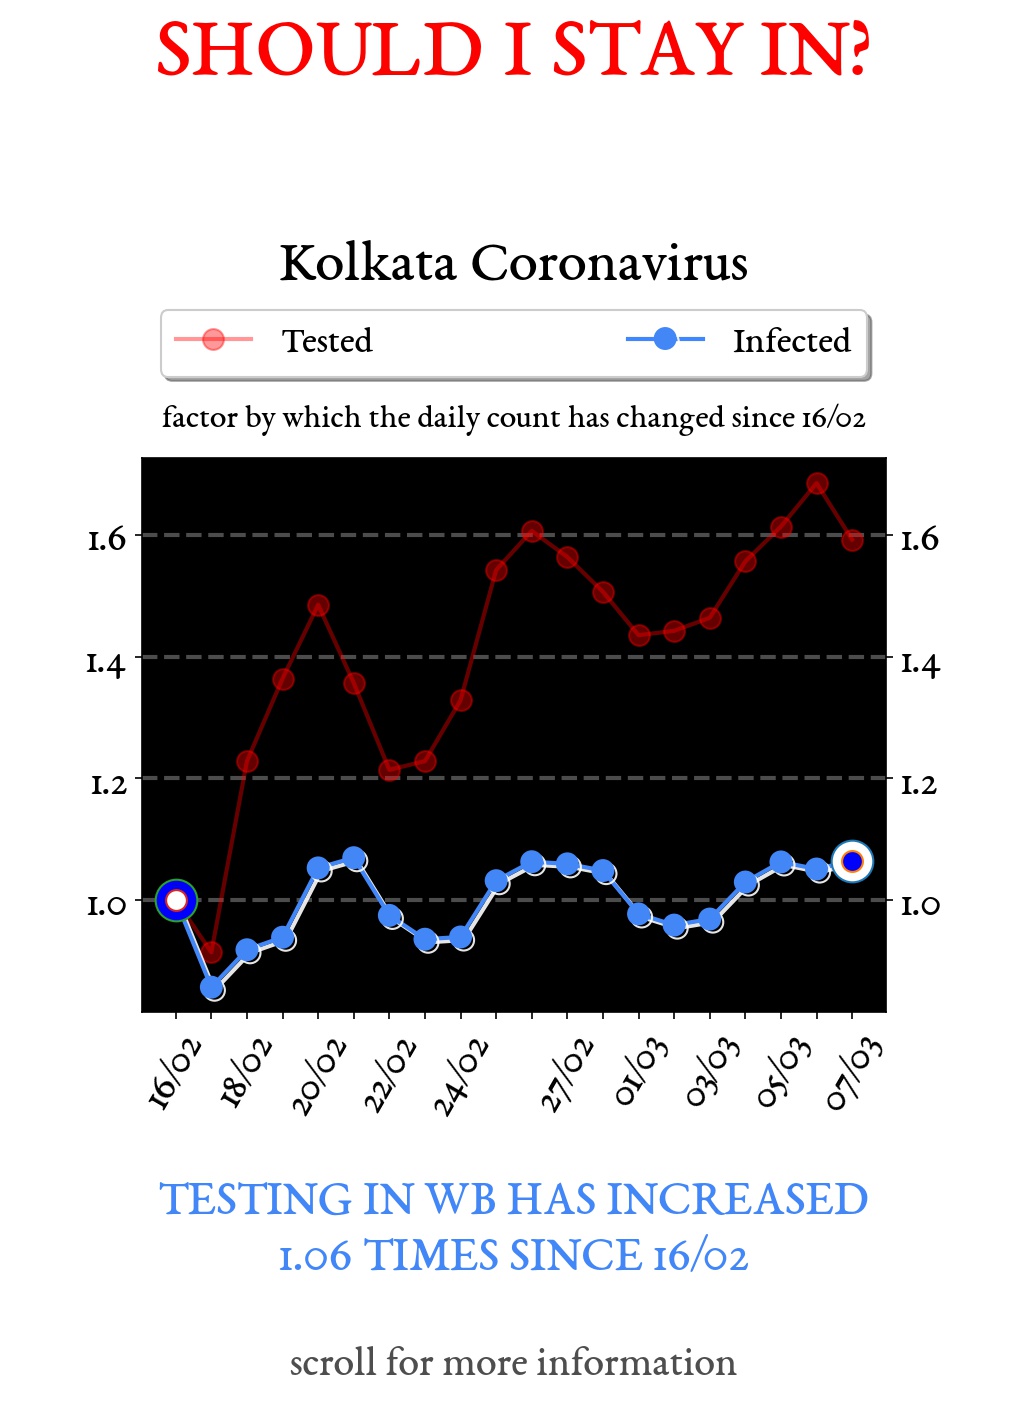 SHOULD I STAY IN?
Kolkata Coronavirus
Tested Infected
factor by which the daily count has changed since 16/02
1.6 1.6
1.4 1.4
1.2 1.2
1.0 1.0
16/02 18/02 20/02 22/02 24/02 27/02 01/03 03/03 05/03 07/03
TESTING IN WB HAS INCREASED
1.06 TIMES SINCE 16/02
scroll for more information